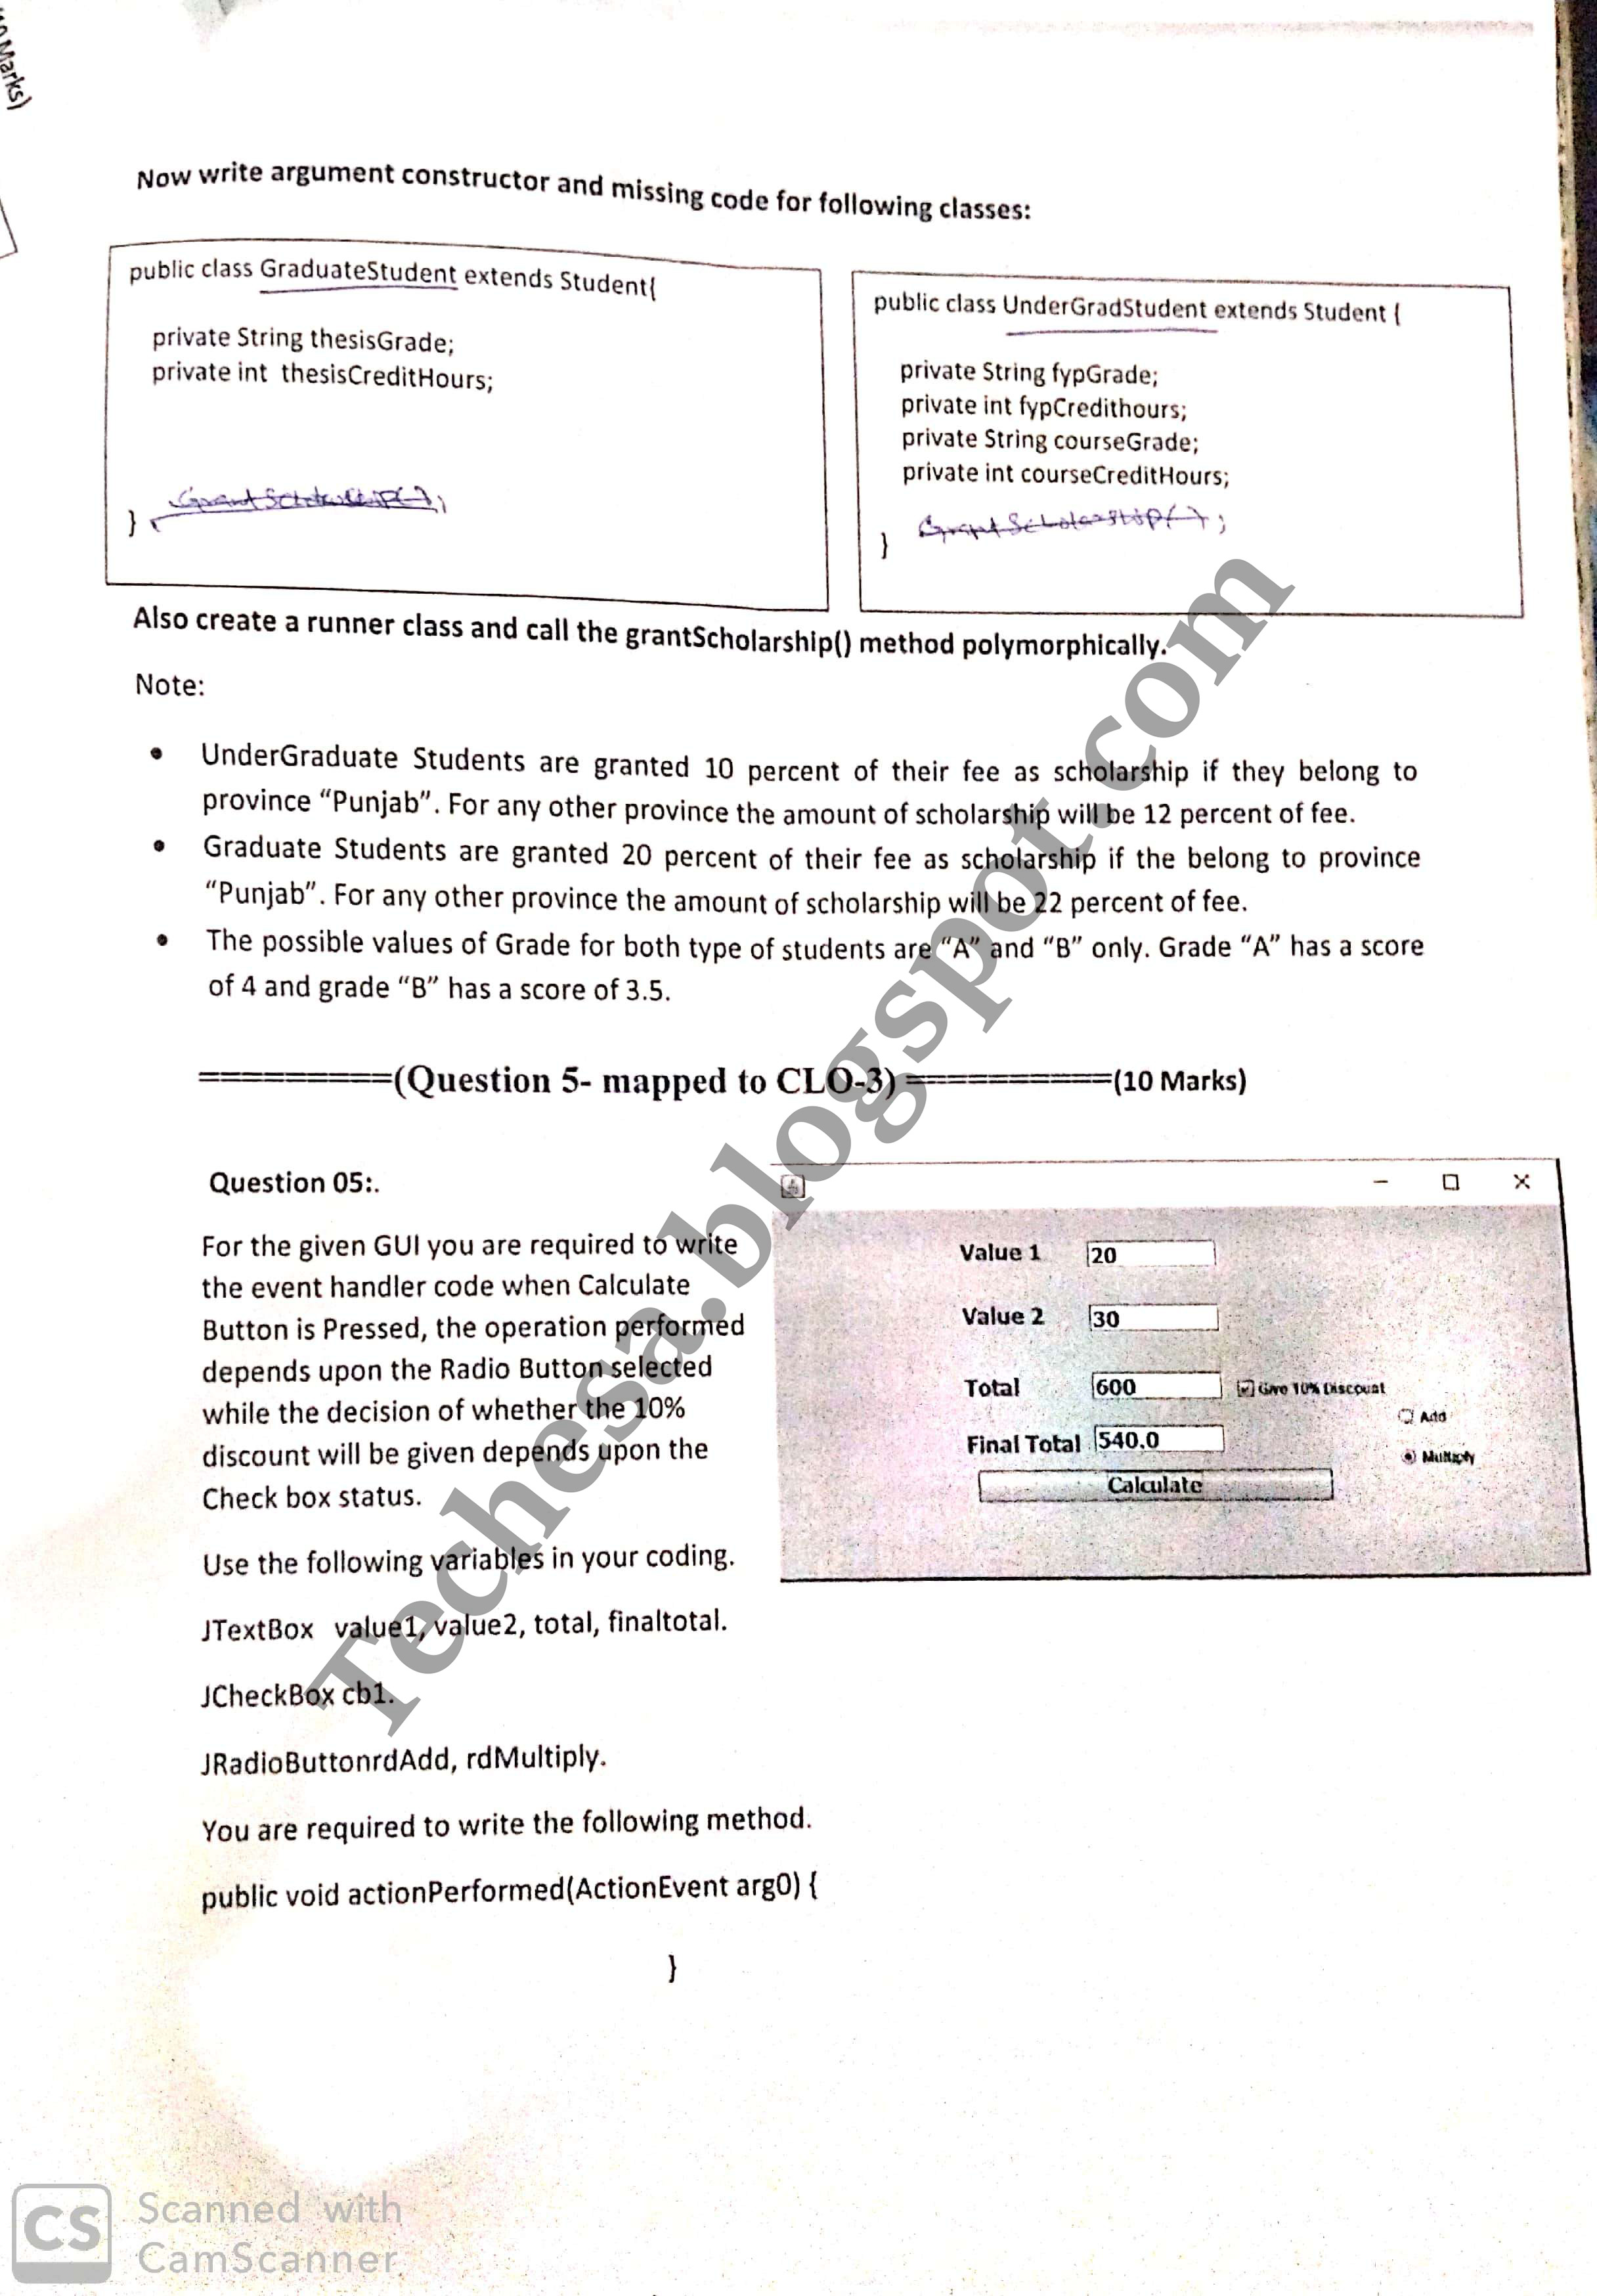 Marks)
Now write argument constructor and missing code for following classes:
public class GraduateStudent extends Student{
private String thesisGrade;
private int thesisCreditHours;
}
public class UnderGradStudent extends Student {
private String fypGrade;
private int fypCredithours;
private String courseGrade;
private int courseCreditHours;
GrantScholarship( );
}
Also create a runner class and call the grantScholarship() method polymorphically.
Note:
• UnderGraduate Students are granted 10 percent of their fee as scholarship if they belong to
province “Punjab”. For any other province the amount of scholarship will be 12 percent of fee.
• Graduate Students are granted 20 percent of their fee as scholarship if the belong to province
“Punjab”. For any other province the amount of scholarship will be 22 percent of fee.
• The possible values of Grade for both type of students are “A” and “B” only. Grade “A” has a score
of 4 and grade “B” has a score of 3.5.
=========(Question 5- mapped to CLO-3)==========(10 Marks)
Question 05:.
For the given GUI you are required to write
the event handler code when Calculate
Button is Pressed, the operation performed
depends upon the Radio Button selected
while the decision of whether the 10%
discount will be given depends upon the
Check box status.
Use the following variables in your coding.
JTextBox value1, value2, total, finaltotal.
JCheckBox cb1.
JRadioButtonrdAdd, rdMultiply.
You are required to write the following method.
public void actionPerformed(ActionEvent arg0) {
}
Value 1 20
Value 2 30
Total 600 Give 10% Discount
Add
Final Total 540.0
Multiply
Calculate
Techesa.blogspot.com
CS Scanned with
CamScanner